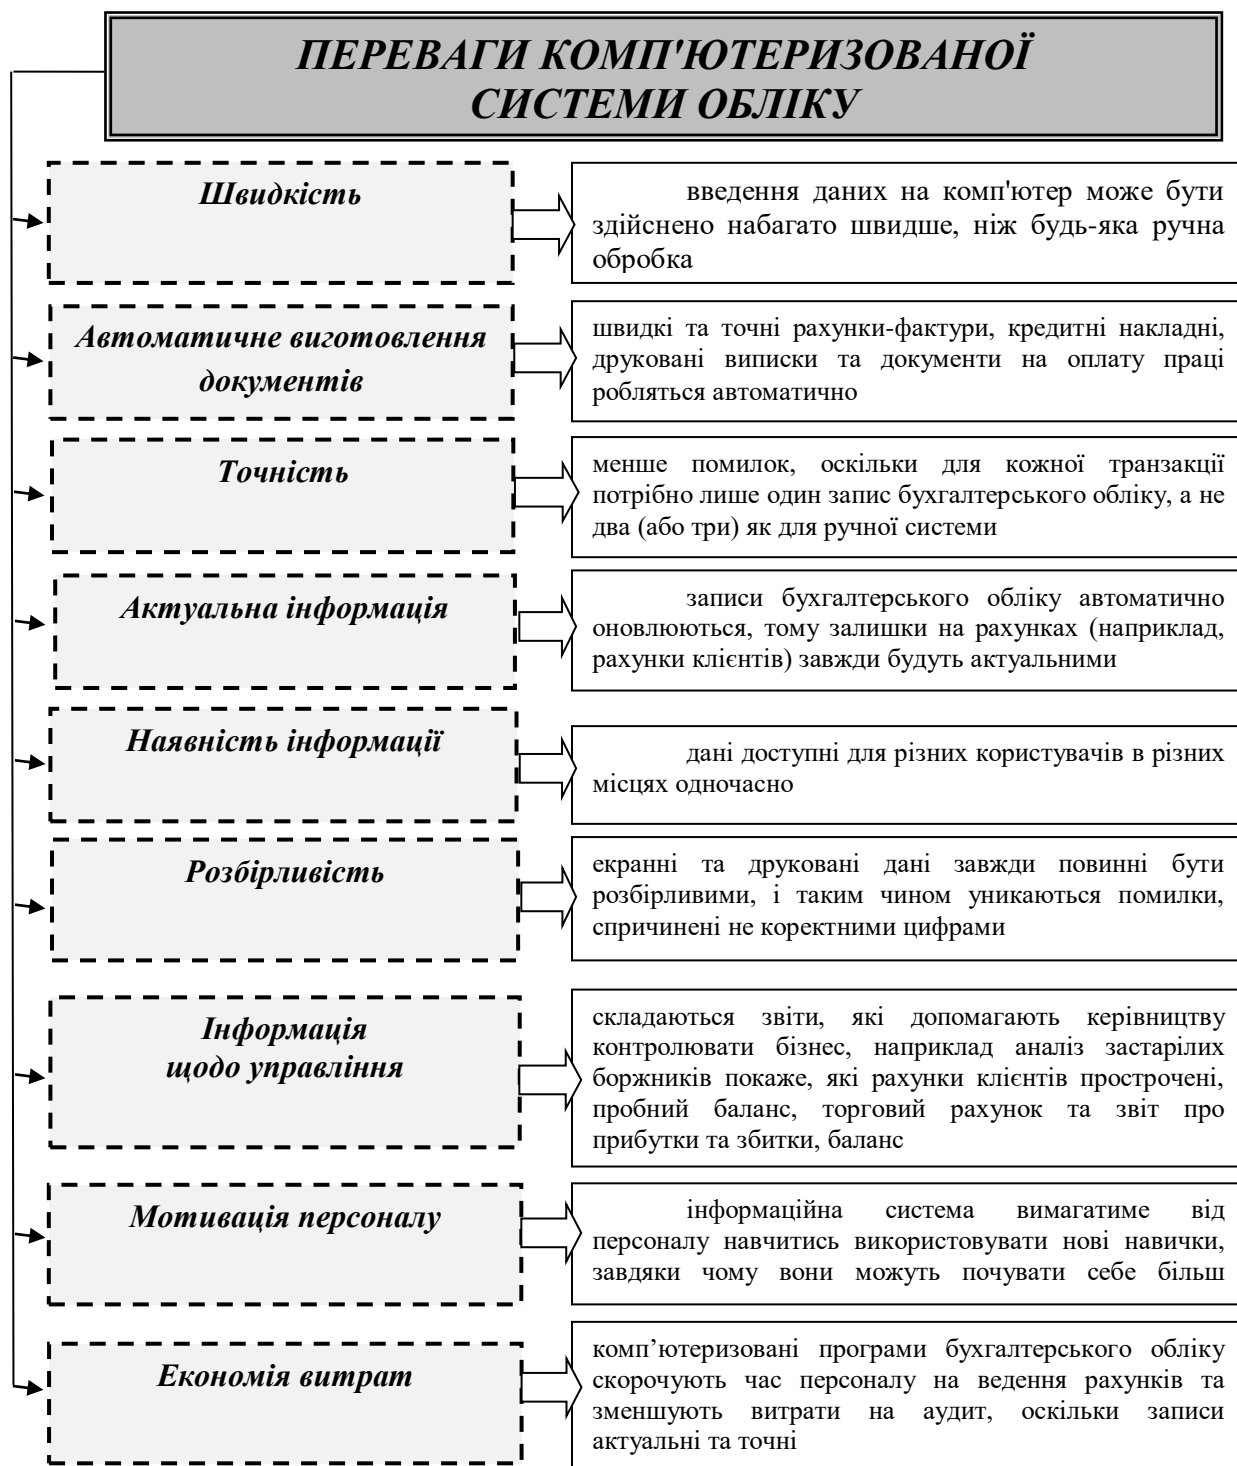 ПЕРЕВАГИ КОМП'ЮТЕРИЗОВАНОЇ
СИСТЕМИ ОБЛІКУ
Швидкість
введення даних на комп'ютер може бути
здійснено набагато швидше, ніж будь-яка ручна
обробка
Автоматичне виготовлення
документів
швидкі та точні рахунки-фактури, кредитні накладні,
друковані виписки та документи на оплату праці
робляться автоматично
Точність
менше помилок, оскільки для кожної транзакції
потрібно лише один запис бухгалтерського обліку, а не
два (або три) як для ручної системи
Актуальна інформація
записи бухгалтерського обліку автоматично
оновлюються, тому залишки на рахунках (наприклад,
рахунки клієнтів) завжди будуть актуальними
Наявність інформації
дані доступні для різних користувачів в різних
місцях одночасно
Розбірливість
екранні та друковані дані завжди повинні бути
розбірливими, і таким чином уникаються помилки,
спричинені не коректними цифрами
Інформація
щодо управління
складаються звіти, які допомагають керівництву
контролювати бізнес, наприклад аналіз застарілих
боржників покаже, які рахунки клієнтів прострочені,
пробний баланс, торговий рахунок та звіт про
прибутки та збитки, баланс
Мотивація персоналу
інформаційна система вимагатиме від
персоналу навчитись використовувати нові навички,
завдяки чому вони можуть почувати себе більш
Економія витрат
комп’ютеризовані програми бухгалтерського обліку
скорочують час персоналу на ведення рахунків та
зменшують витрати на аудит, оскільки записи
актуальні та точні